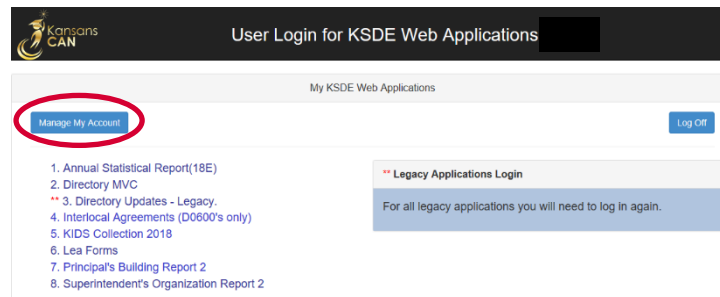 Kansans
CAN
User Login for KSDE Web Applications
My KSDE Web Applications
Manage My Account
Log Off
1. Annual Statistical Report(18E)
2. Directory MVC
** 3. Directory Updates - Legacy.
4. Interlocal Agreements (D0600's only)
5. KIDS Collection 2018
6. Lea Forms
7. Principal's Building Report 2
8. Superintendent's Organization Report 2
** Legacy Applications Login
For all legacy applications you will need to log in again.